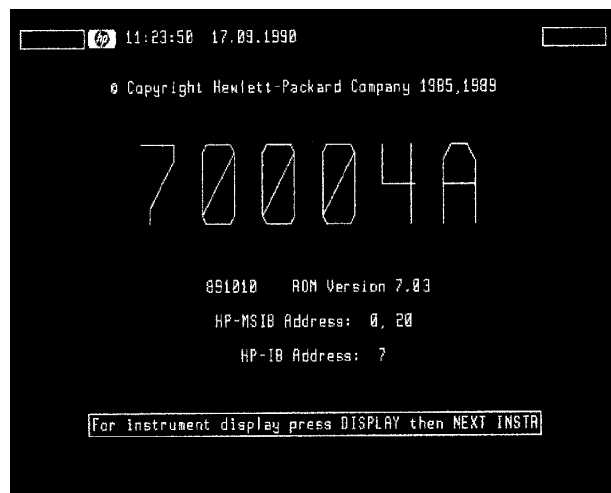 hp 11:23:50 17.09.1990
© Copyright Hewlett-Packard Company 1985,1989
70004A
891010 ROM Version 7.03
HP-MSIB Address: 0, 20
HP-IB Address: 7
For instrument display press DISPLAY then NEXT INSTR